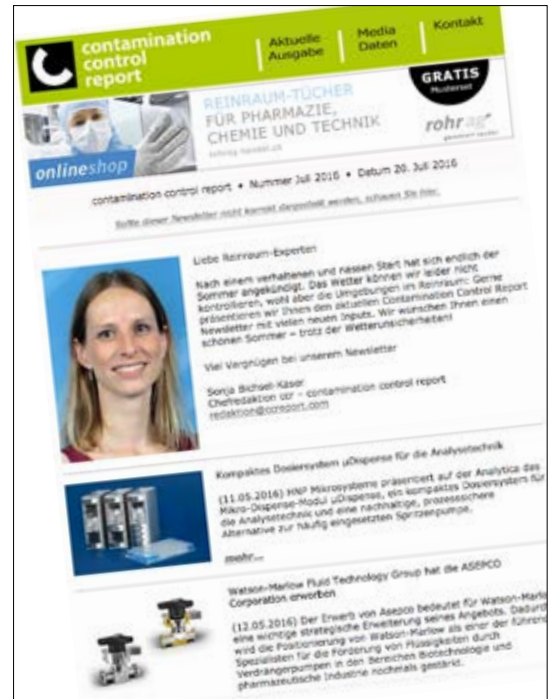 contamination
control
report
Aktuelle
Ausgabe
Media
Daten
Kontakt
REINRAUM-TÜCHER
FÜR PHARMAZIE,
CHEMIE UND TECHNIK
GRATIS
Musterset
rohrag
onlineshop
contamination control report • Nummer Juli 2016 • Datum 20. Juli 2016
Sollte dieser Newsletter nicht korrekt dargestellt werden, schauen Sie hier.
Liebe Reinraum-Experten
Nach einem verhaltenen und nassen Start hat sich endlich der
Sommer angekündigt. Das Wetter können wir leider nicht
kontrollieren, wohl aber die Umgebungen im Reinraum: Gerne
präsentieren wir Ihnen den aktuellen Contamination Control Report
Newsletter mit vielen neuen Inputs. Wir wünschen Ihnen einen
schönen Sommer – trotz der Wetterunsicherheiten!
Viel Vergnügen bei unserem Newsletter
Sonja Bichsel-Käser
Chefredaktion ccr – contamination control report
redaktion@ccreport.com
Kompaktes Dosiersystem µDispense für die Analysetechnik
(11.05.2016) HNP Mikrosysteme präsentiert auf der Analytica das
Mikro-Dispense-Modul µDispense, ein kompaktes Dosiersystem für
die Analysetechnik und eine nachhaltige, prozesssichere
Alternative zur häufig eingesetzten Spritzenpumpe.
mehr...
Watson-Marlow Fluid Technology Group hat die ASEPCO
Corporation erworben
(12.05.2016) Der Erwerb von Asepco bedeutet für Watson-Marlo
eine wichtige strategische Erweiterung seines Angebots. Dadurch
wird die Positionierung von Watson-Marlow als einer der führend
Spezialisten für die Förderung von Flüssigkeiten durch
Verdrängerpumpen in den Bereichen Biotechnologie und
pharmazeutische Industrie nochmals gestärkt.